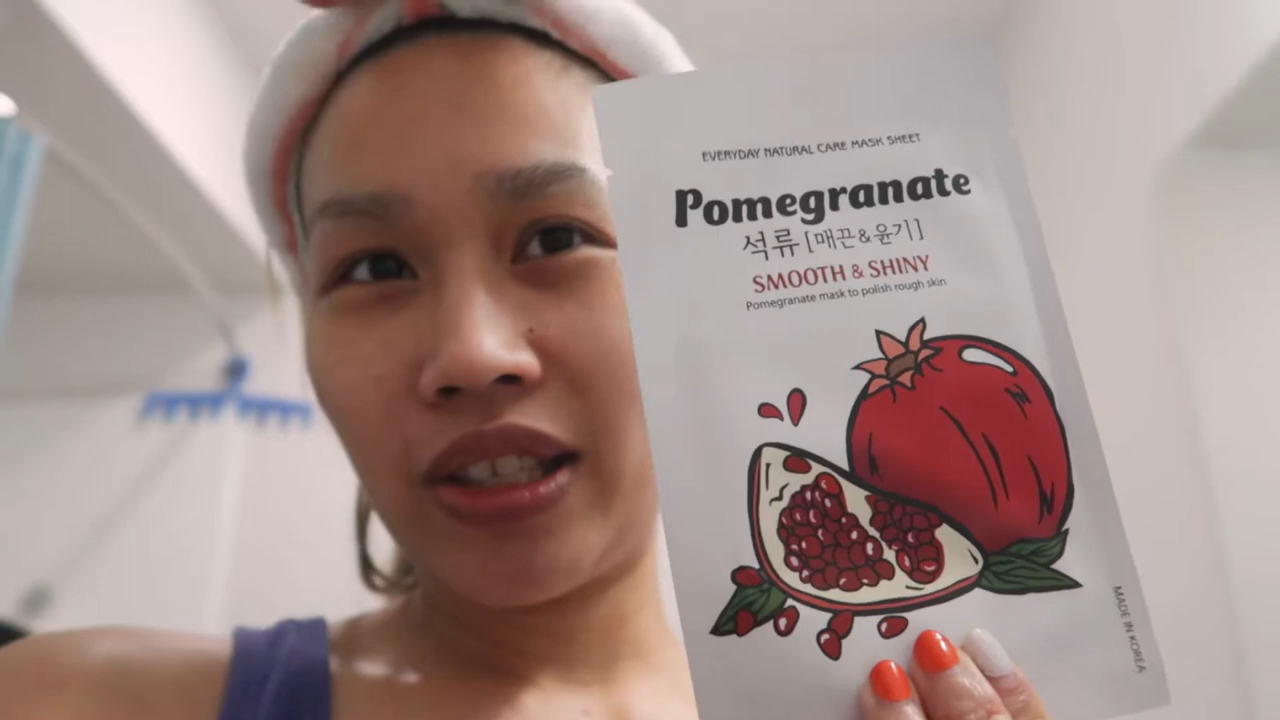 EVERYDAY NATURAL CARE MASK SHEET
Pomegranate
석류 [매끈&윤기]
SMOOTH & SHINY
Pomegranate mask to polish rough skin
MADE IN KOREA